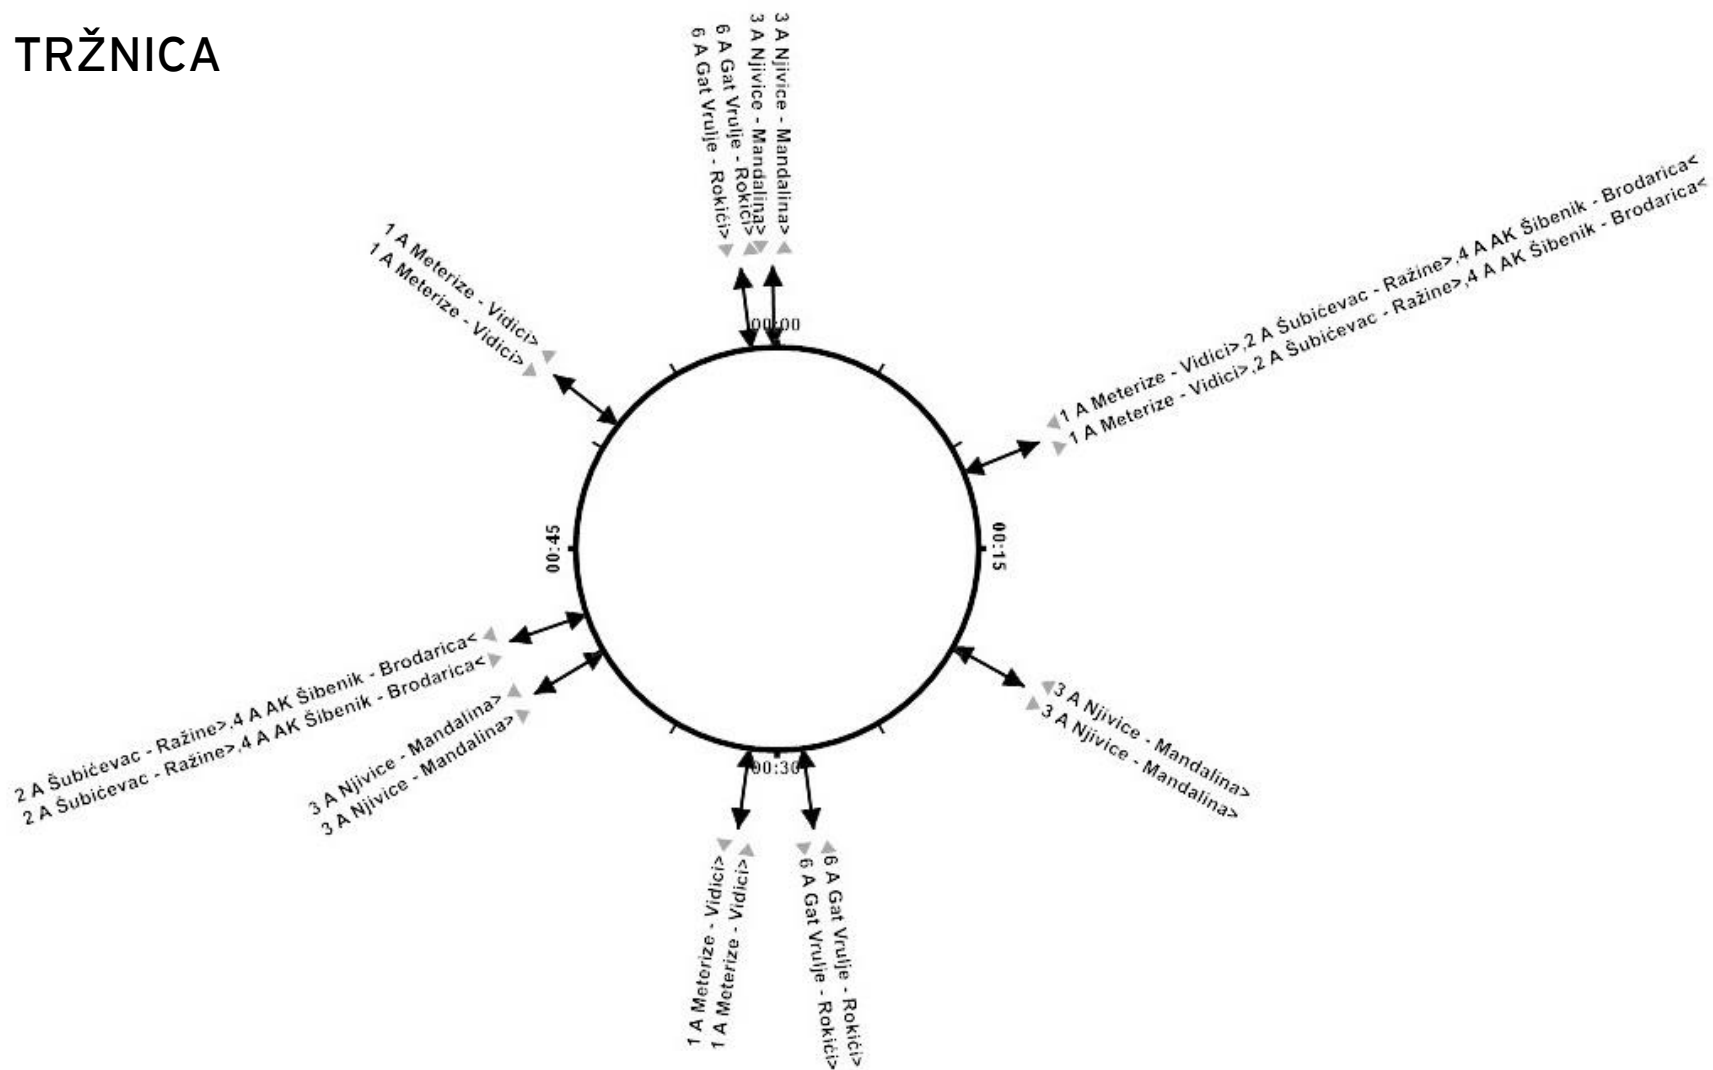 TRŽNICA
6 A Gat Vrulje - Rokići>
6 A Gat Vrulje - Rokići>
3 A Njivice - Mandalina>
3 A Njivice - Mandalina>
00:00
1 A Meterize - Vidici>
1 A Meterize - Vidici>
1 A Meterize - Vidici>,2 A Šubićevac - Ražine>,4 A AK Šibenik - Brodarica<
1 A Meterize - Vidici>,2 A Šubićevac - Ražine>,4 A AK Šibenik - Brodarica<
00:45
00:15
2 A Šubićevac - Ražine>,4 A AK Šibenik - Brodarica<
2 A Šubićevac - Ražine>,4 A AK Šibenik - Brodarica<
3 A Njivice - Mandalina>
3 A Njivice - Mandalina>
3 A Njivice - Mandalina>
3 A Njivice - Mandalina>
00:30
1 A Meterize - Vidici>
1 A Meterize - Vidici>
6 A Gat Vrulje - Rokići>
6 A Gat Vrulje - Rokići>